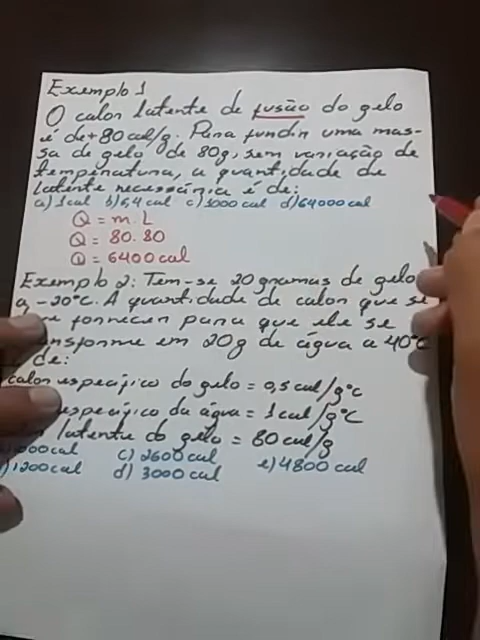 Exemplo 1
O calor latente de fusão do gelo
é de +80 cal/g. Para fundir uma mas-
sa de gelo de 80g, sem variação de
temperatura, a quantidade de
latente necessária é de:
a) 1 cal b) 6,4 cal c) 1000 cal d) 64000 cal
Q = m.L
Q = 80.80
Q = 6400 cal
Exemplo 2: Tem-se 20 gramas de gelo
a -20°C. A quantidade de calor que se
fornecer para que ele se
ansforme em 20g de água a 40°C
de:
calor específico do gelo = 0,5 cal/g°C
específico da água = 1 cal/g°C
latente do gelo = 80 cal/g
000 cal c) 2600 cal e) 4800 cal
) 1200 cal d) 3000 cal